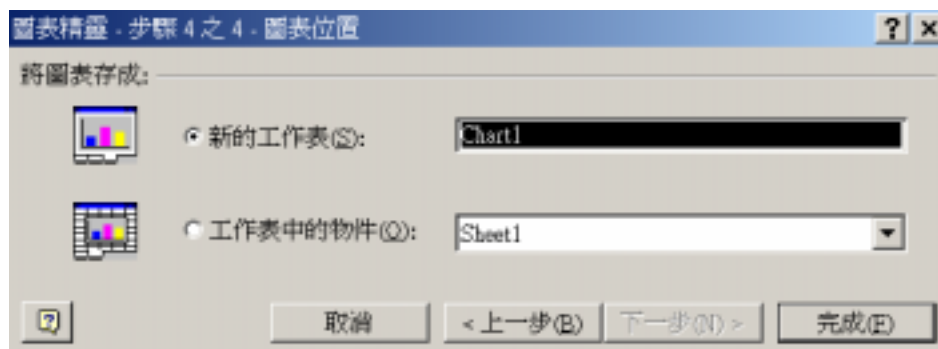 圖表精靈 - 步驟 4 之 4 - 圖表位置
將圖表存成:
新的工作表(S): Chart1
工作表中的物件(O): Sheet1
取消 <上一步(B) 下一步(N)> 完成(F)